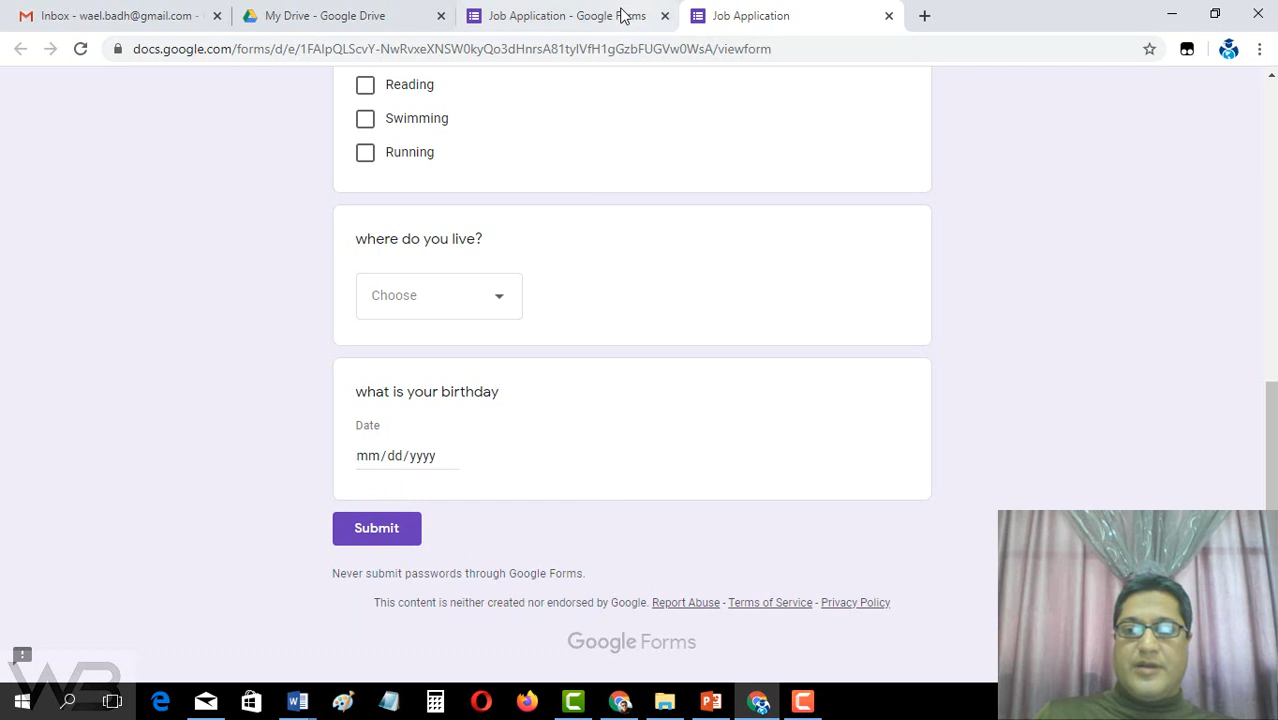 Inbox - wael.badh@gmail.com -
My Drive - Google Drive
Job Application - Google Forms
Job Application
docs.google.com/forms/d/e/1FAIpQLScvY-NwRvxeXNSW0kyQo3dHnrsA81tylVfH1gGzbFUGVw0WsA/viewform
Reading
Swimming
Running
where do you live?
Choose
what is your birthday
Date
mm/dd/yyyy
Submit
Never submit passwords through Google Forms.
This content is neither created nor endorsed by Google. Report Abuse - Terms of Service - Privacy Policy
Google Forms
WB